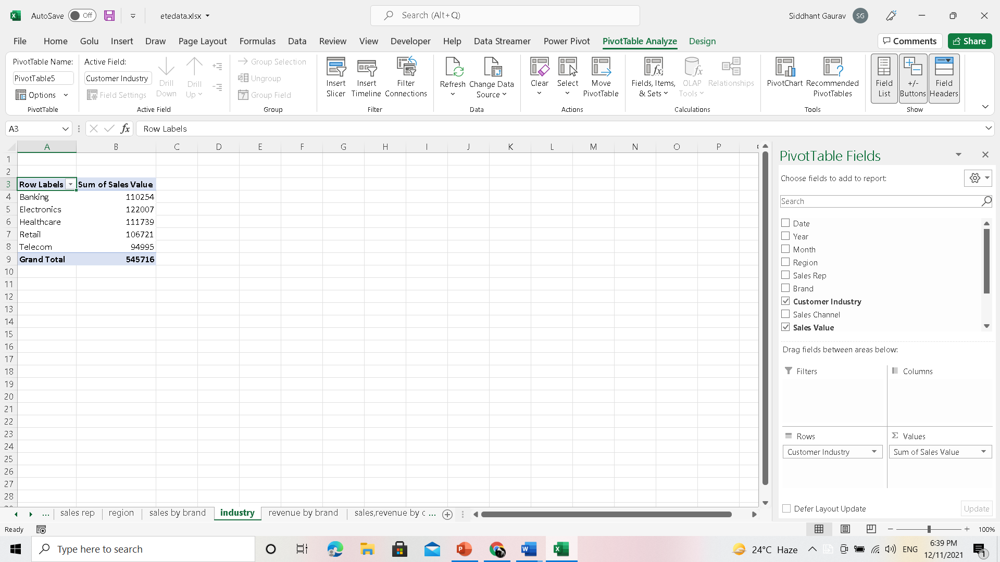 AutoSave Off etedata.xlsx Search (Alt+Q) Siddhant Gaurav SG
File Home Golu Insert Draw Page Layout Formulas Data Review View Developer Help Data Streamer Power Pivot PivotTable Analyze Design Comments Share
PivotTable Name:
PivotTable5
Options
PivotTable
Active Field:
Customer Industry
Field Settings
Drill Down
Drill Up
Active Field
Group Selection
Ungroup
Group Field
Group
Insert Slicer
Insert Timeline
Filter Connections
Filter
Refresh
Change Data Source
Data
Clear
Select
Move PivotTable
Actions
Fields, Items, & Sets
OLAP Tools
Relationships
Calculations
PivotChart
Recommended PivotTables
Tools
Field List
+/- Buttons
Field Headers
Show
A3 fx Row Labels
A B C D E F G H I J K L M N O P
1
2
3 Row Labels Sum of Sales Value
4 Banking 110254
5 Electronics 122007
6 Healthcare 111739
7 Retail 106721
8 Telecom 94995
9 Grand Total 545716
10
11
12
13
14
15
16
17
18
19
20
21
22
23
24
25
26
27
28
PivotTable Fields
Choose fields to add to report:
Search
Date
Year
Month
Region
Sales Rep
Brand
Customer Industry
Sales Channel
Sales Value
Drag fields between areas below:
Filters
Columns
Rows
Customer Industry
Σ Values
Sum of Sales Value
Defer Layout Update Update
... sales rep region sales by brand industry revenue by brand sales,revenue by c ...
Ready 100%
Type here to search 24°C Haze ENG 6:39 PM
12/11/2021 1